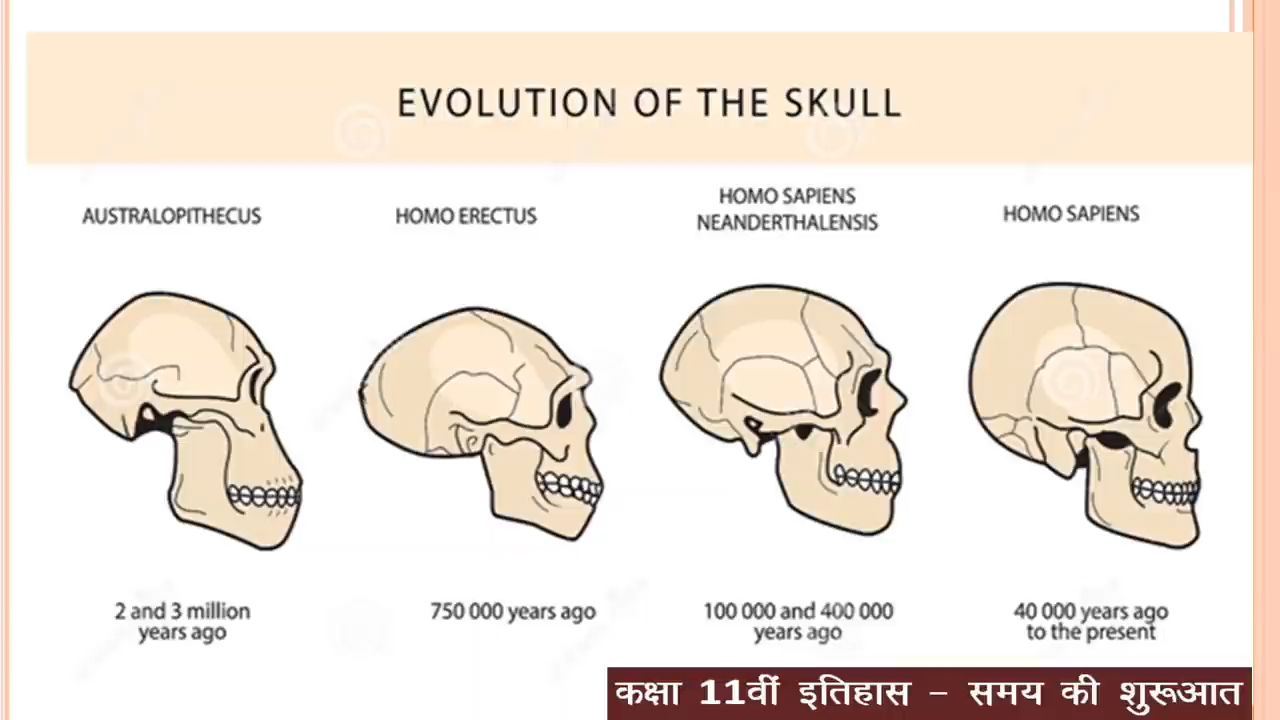 EVOLUTION OF THE SKULL
AUSTRALOPITHECUS
HOMO ERECTUS
HOMO SAPIENS
NEANDERTHALENSIS
HOMO SAPIENS
2 and 3 million
years ago
750 000 years ago
100 000 and 400 000
years ago
40 000 years ago
to the present
कक्षा 11वीं इतिहास – समय की शुरूआत